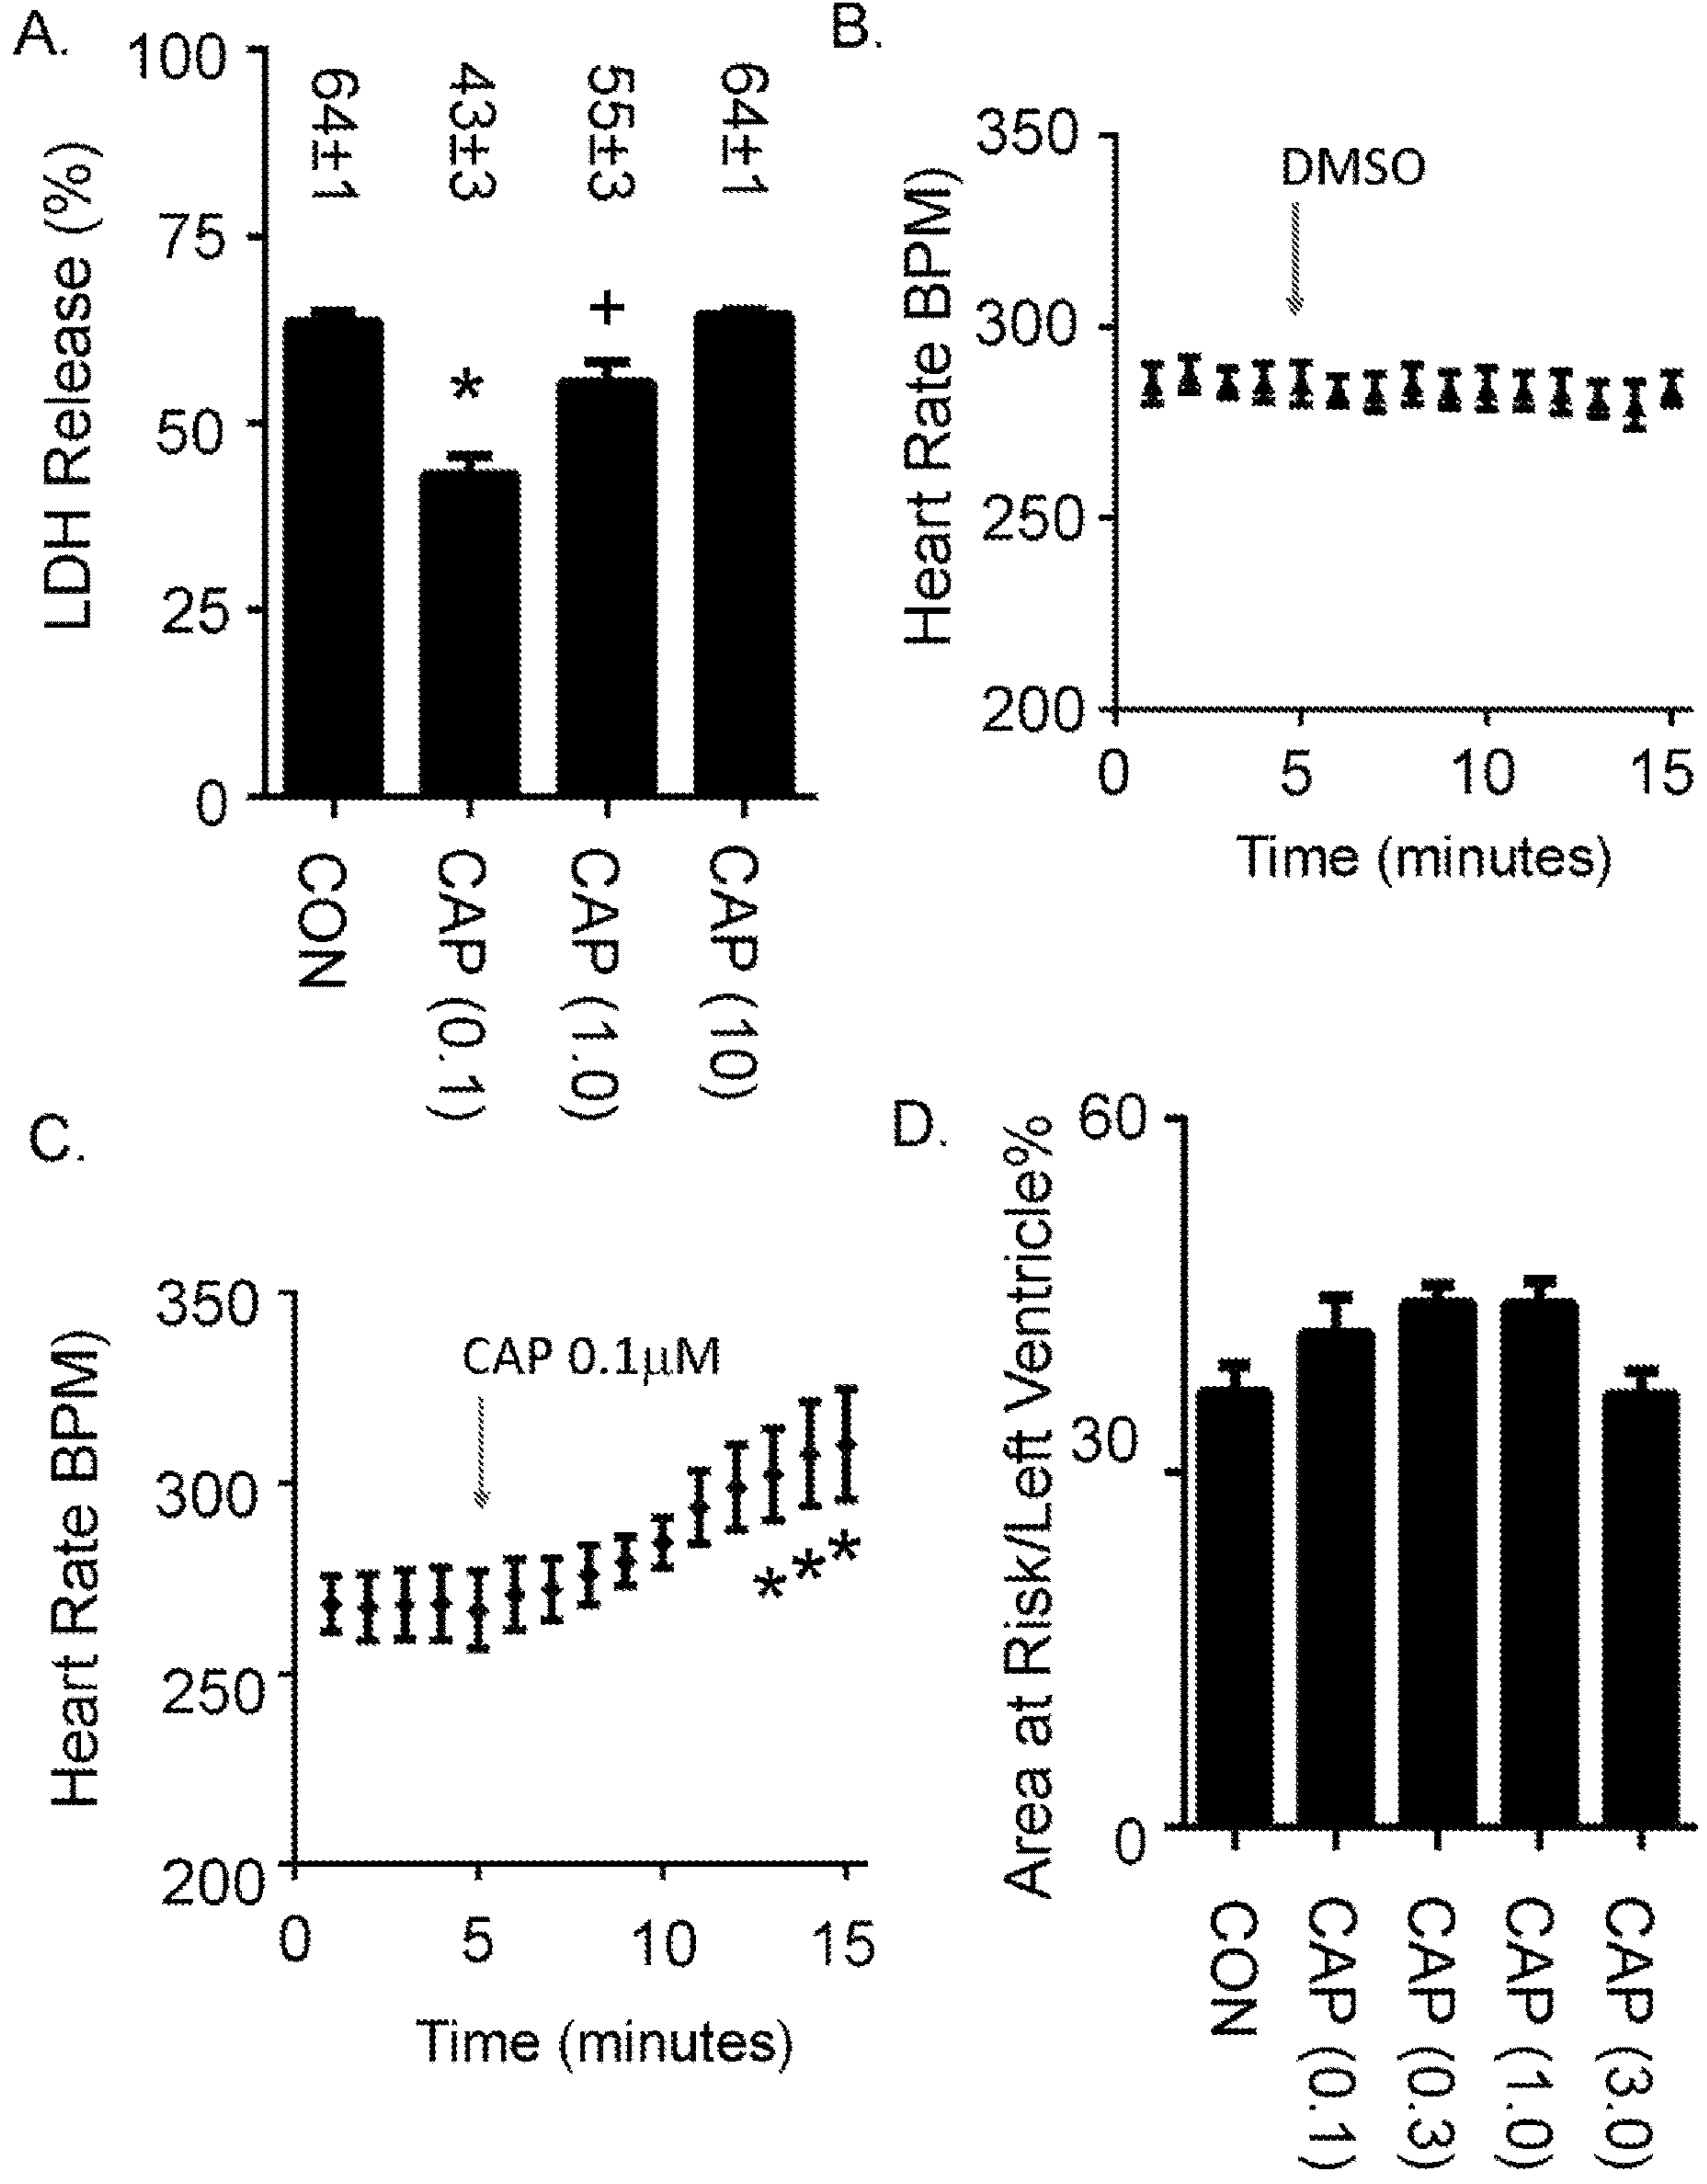 A.
LDH Release (%)
100
75
50
25
0
64±1
43±3
55±3
64±1
*
+
CON
CAP (0.1)
CAP (1.0)
CAP (10)
B.
Heart Rate BPM)
350
300
250
200
DMSO
0
5
10
15
Time (minutes)
C.
Heart Rate BPM)
350
300
250
200
CAP 0.1μM
*
*
*
0
5
10
15
Time (minutes)
D.
Area at Risk/Left Ventricle%
60
30
0
CON
CAP (0.1)
CAP (0.3)
CAP (1.0)
CAP (3.0)